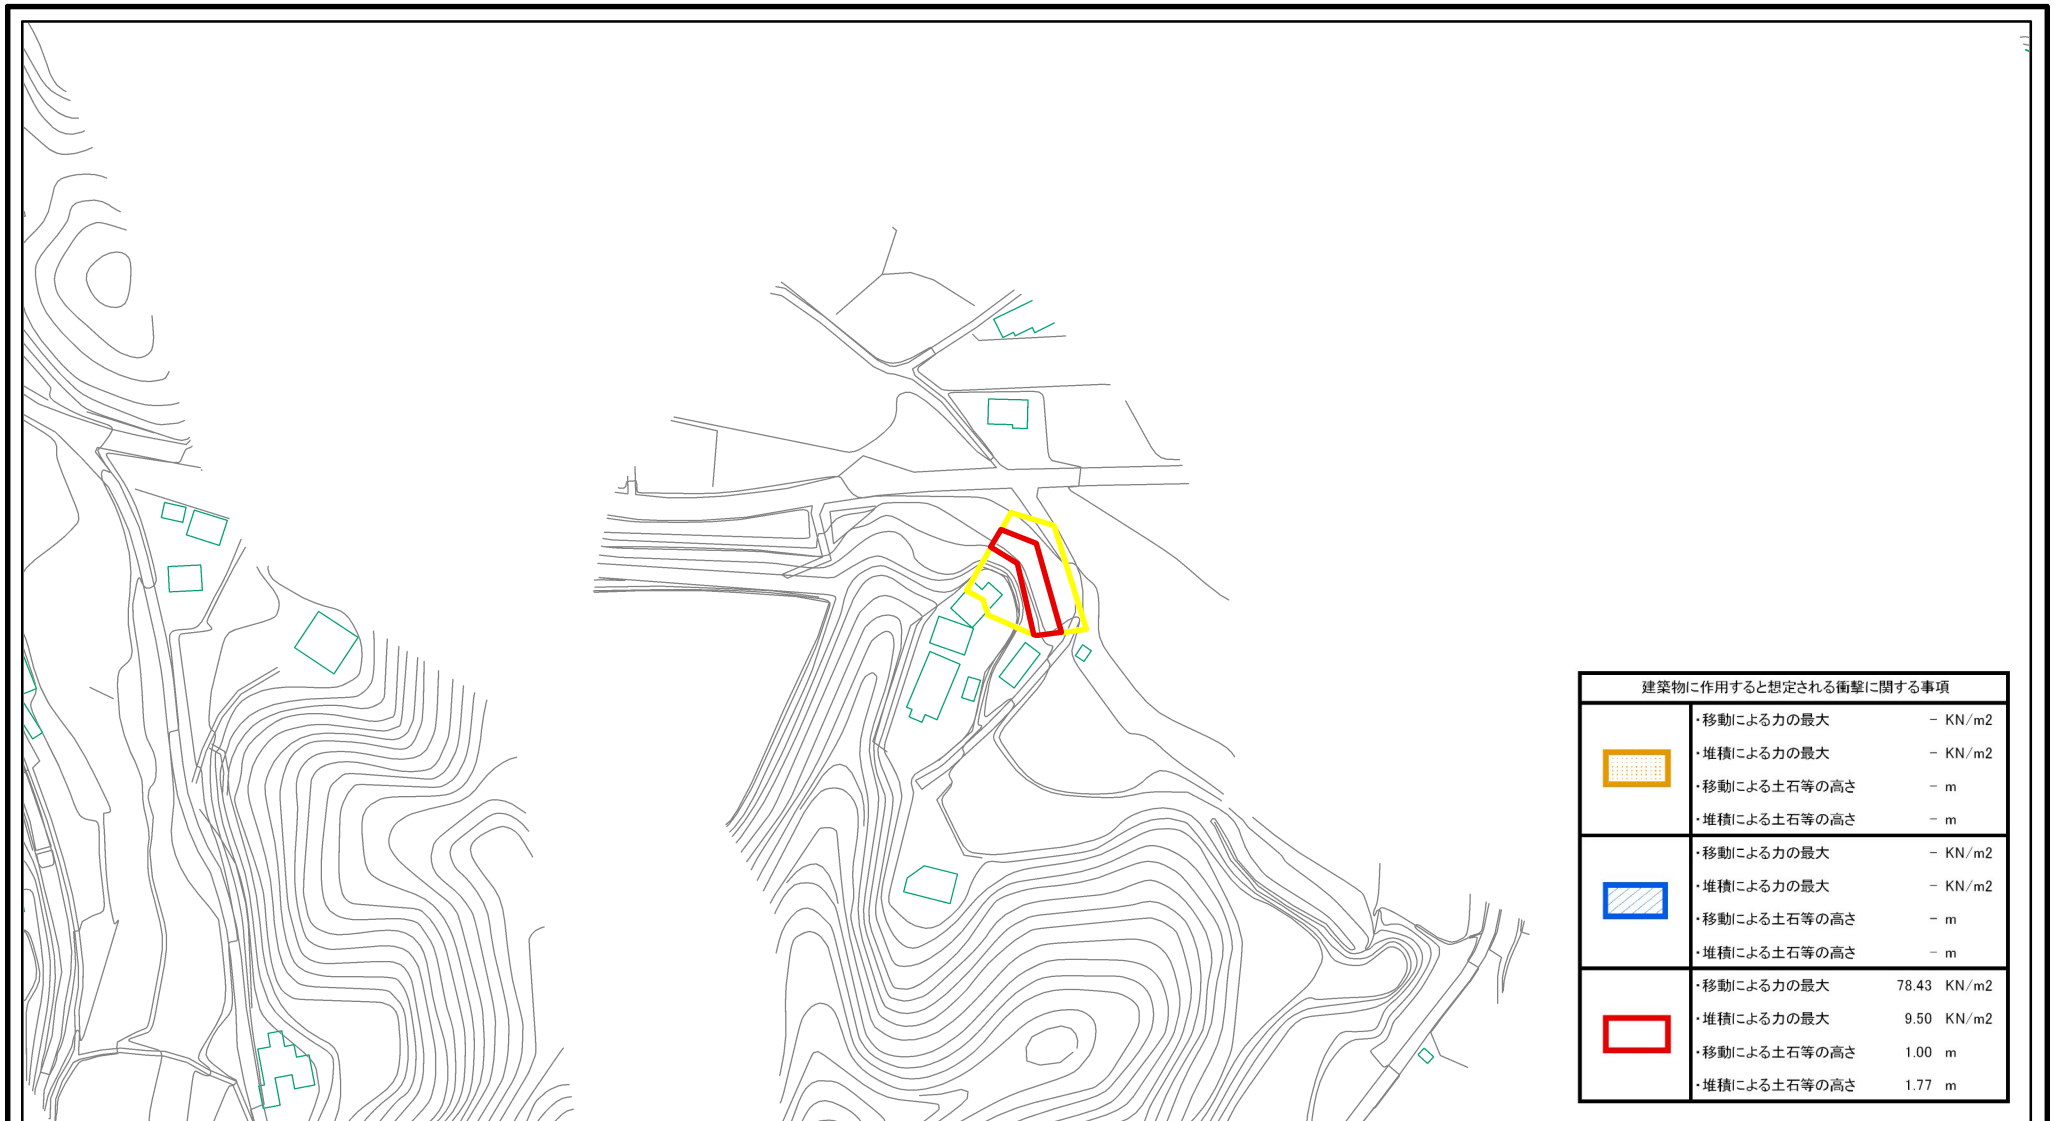 建築物に作用すると想定される衝撃に関する事項
・移動による力の最大 － KN/m2
・堆積による力の最大 － KN/m2
・移動による土石等の高さ － m
・堆積による土石等の高さ － m
・移動による力の最大 － KN/m2
・堆積による力の最大 － KN/m2
・移動による土石等の高さ － m
・堆積による土石等の高さ － m
・移動による力の最大 78.43 KN/m2
・堆積による力の最大 9.50 KN/m2
・移動による土石等の高さ 1.00 m
・堆積による土石等の高さ 1.77 m